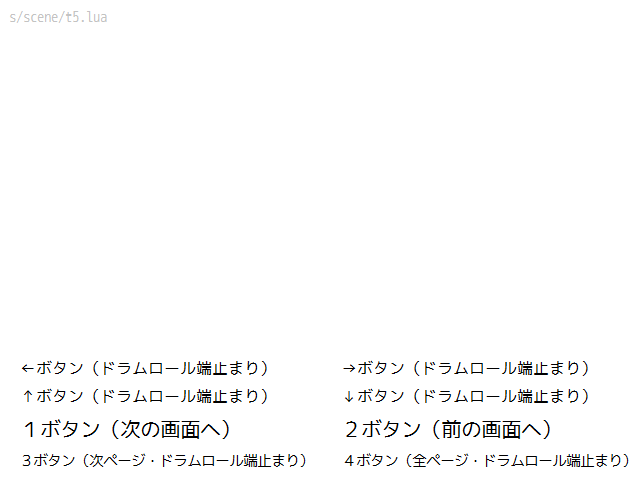 s/scene/t5.lua
←ボタン（ドラムロール端止まり）
→ボタン（ドラムロール端止まり）
↑ボタン（ドラムロール端止まり）
↓ボタン（ドラムロール端止まり）
１ボタン（次の画面へ）
２ボタン（前の画面へ）
３ボタン（次ページ・ドラムロール端止まり）
４ボタン（全ページ・ドラムロール端止まり）